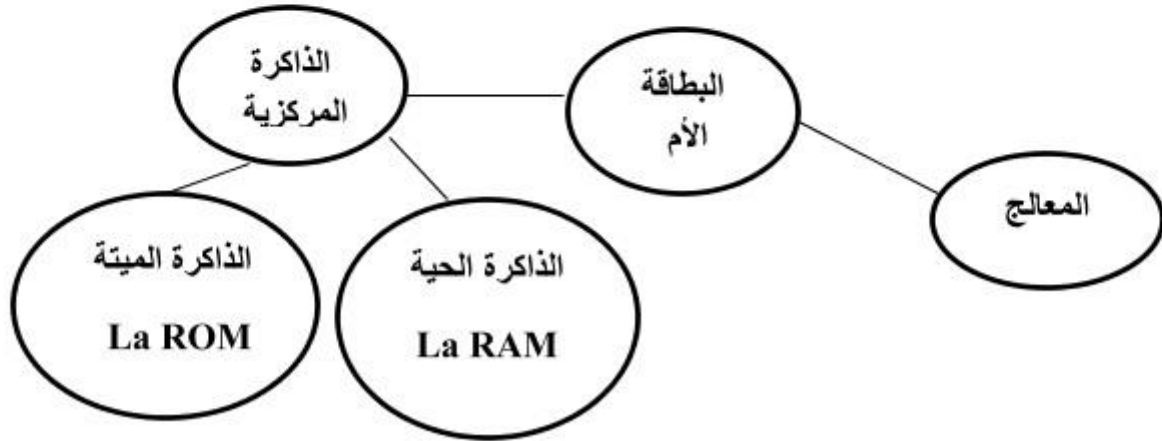 الذاكرة
المركزية
البطاقة
الأم
المعالج
الذاكرة الحية
La RAM
الذاكرة الميتة
La ROM